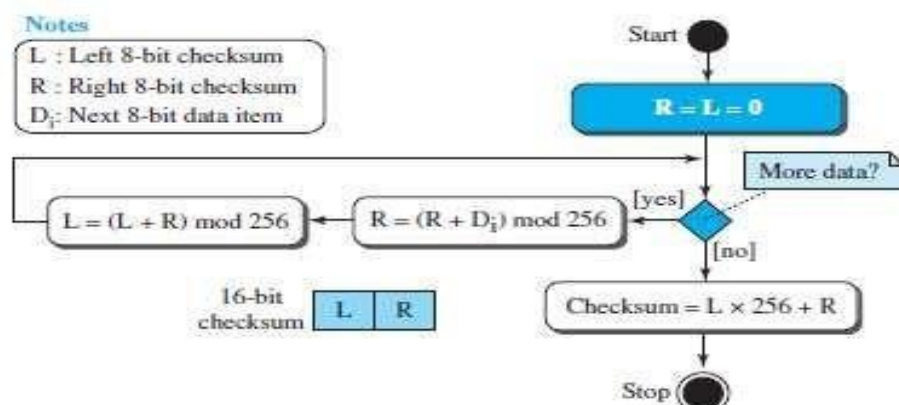 Notes
L : Left 8-bit checksum
R : Right 8-bit checksum
Dᵢ: Next 8-bit data item
Start
R = L = 0
More data?
[yes]
R = (R + Dᵢ) mod 256
L = (L + R) mod 256
[no]
Checksum = L × 256 + R
16-bit
checksum
L R
Stop